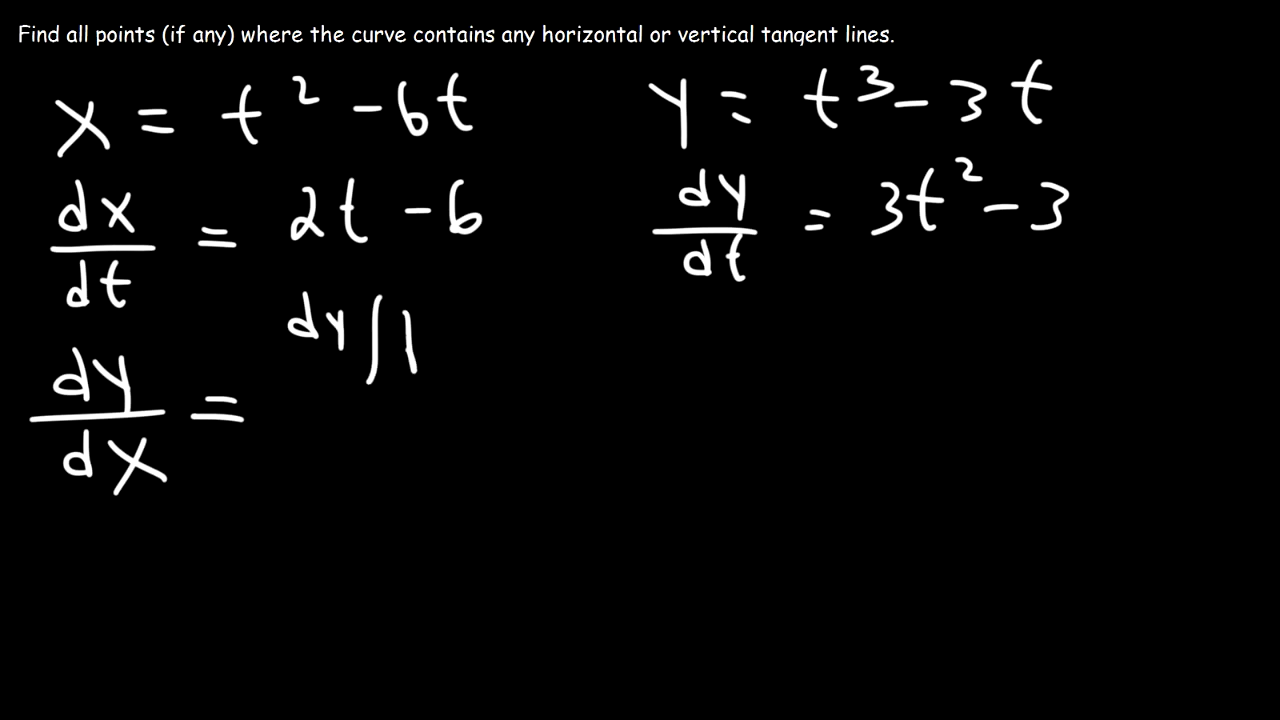 Find all points (if any) where the curve contains any horizontal or vertical tangent lines.
x = t² - 6t
y = t³ - 3t
dx/dt = 2t - 6
dy/dt = 3t² - 3
dy/dx = dy/